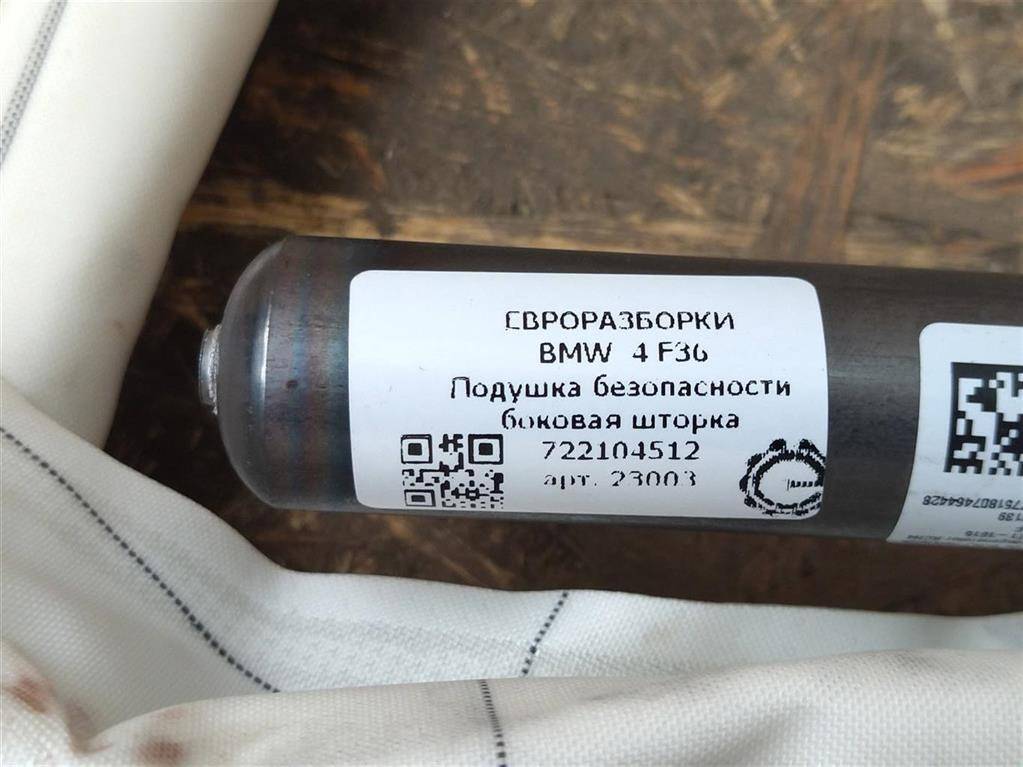 ЕВРОРАЗБОРКИ
BMW 4 F36
Подушка безопасности
боковая шторка
722104512
арт. 23003